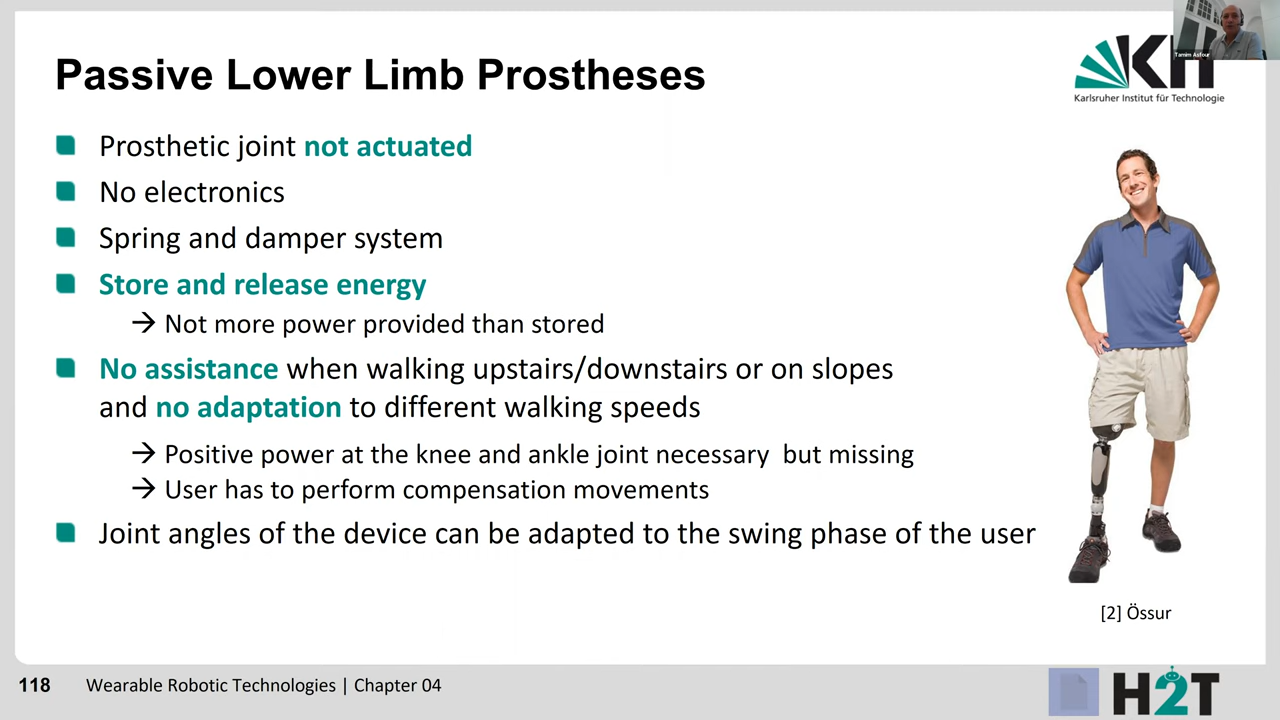 Passive Lower Limb Prostheses
Tamim Asfour
KIT
Karlsruher Institut für Technologie
Prosthetic joint not actuated
No electronics
Spring and damper system
Store and release energy
→ Not more power provided than stored
No assistance when walking upstairs/downstairs or on slopes
and no adaptation to different walking speeds
→ Positive power at the knee and ankle joint necessary but missing
→ User has to perform compensation movements
Joint angles of the device can be adapted to the swing phase of the user
[2] Össur
118 Wearable Robotic Technologies | Chapter 04
H2T